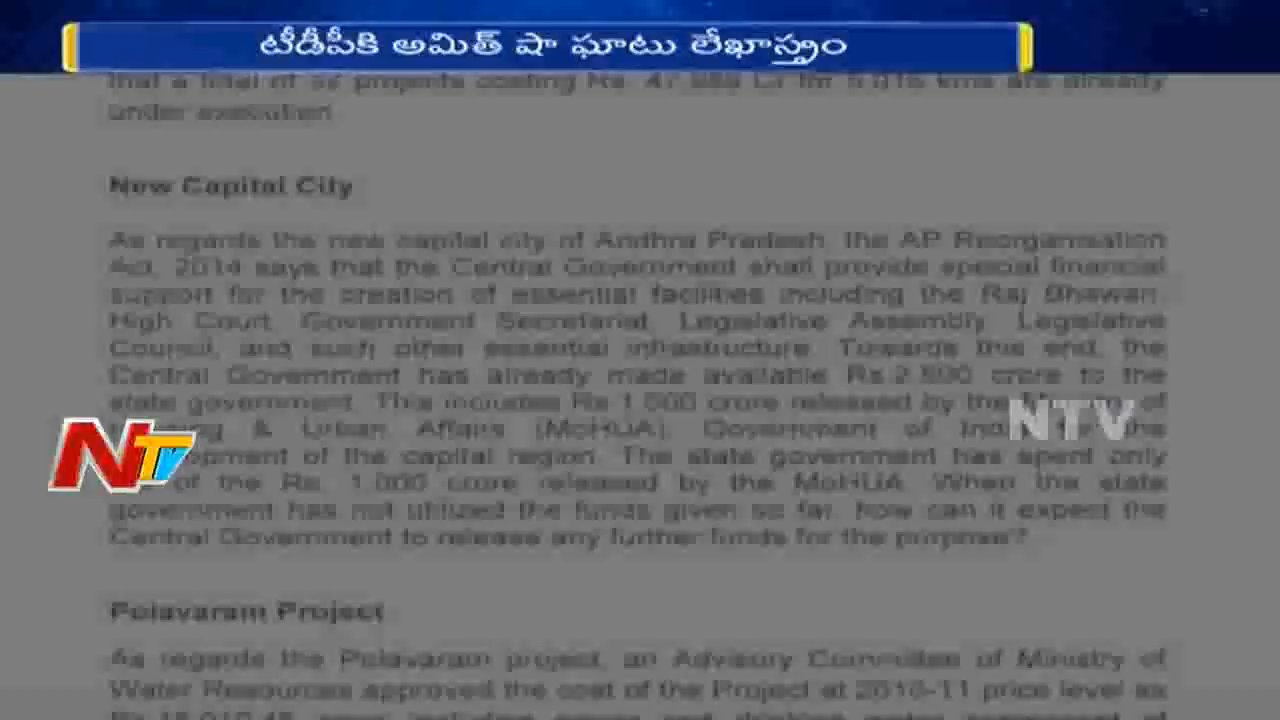 టీడీపీకి అమిత్ షా ఘాటు లేఖాస్త్రం
that a total of projects costing Rs. kms are already
under execution
New Capital City
As regards the new capital city of Andhra Pradesh, the AP Reorganisation
Act, 2014 says that the Central Government shall provide special financial
support for the creation of essential facilities including the Raj Bhawan,
High Court, Government Secretariat, Legislative Assembly, Legislative
Council, and such other essential infrastructure. Towards this end, the
Central Government has already made available Rs.2,500 crore to the
state government. This includes Rs.1,000 crore released by the of
NTV
& Urban Affairs (MoHUA), Government of for the
NTV
of the capital region. The state government has spent only
of the Rs. 1,000 crore released by the MoHUA. When the state
government has not utilized the funds given so far, how can it expect the
Central Government to release any further funds for the purpose?
Polavaram Project
As regards the Polavaram project, an Advisory Committee of Ministry of
Water Resources approved the cost of the Project at 2010-11 price level as